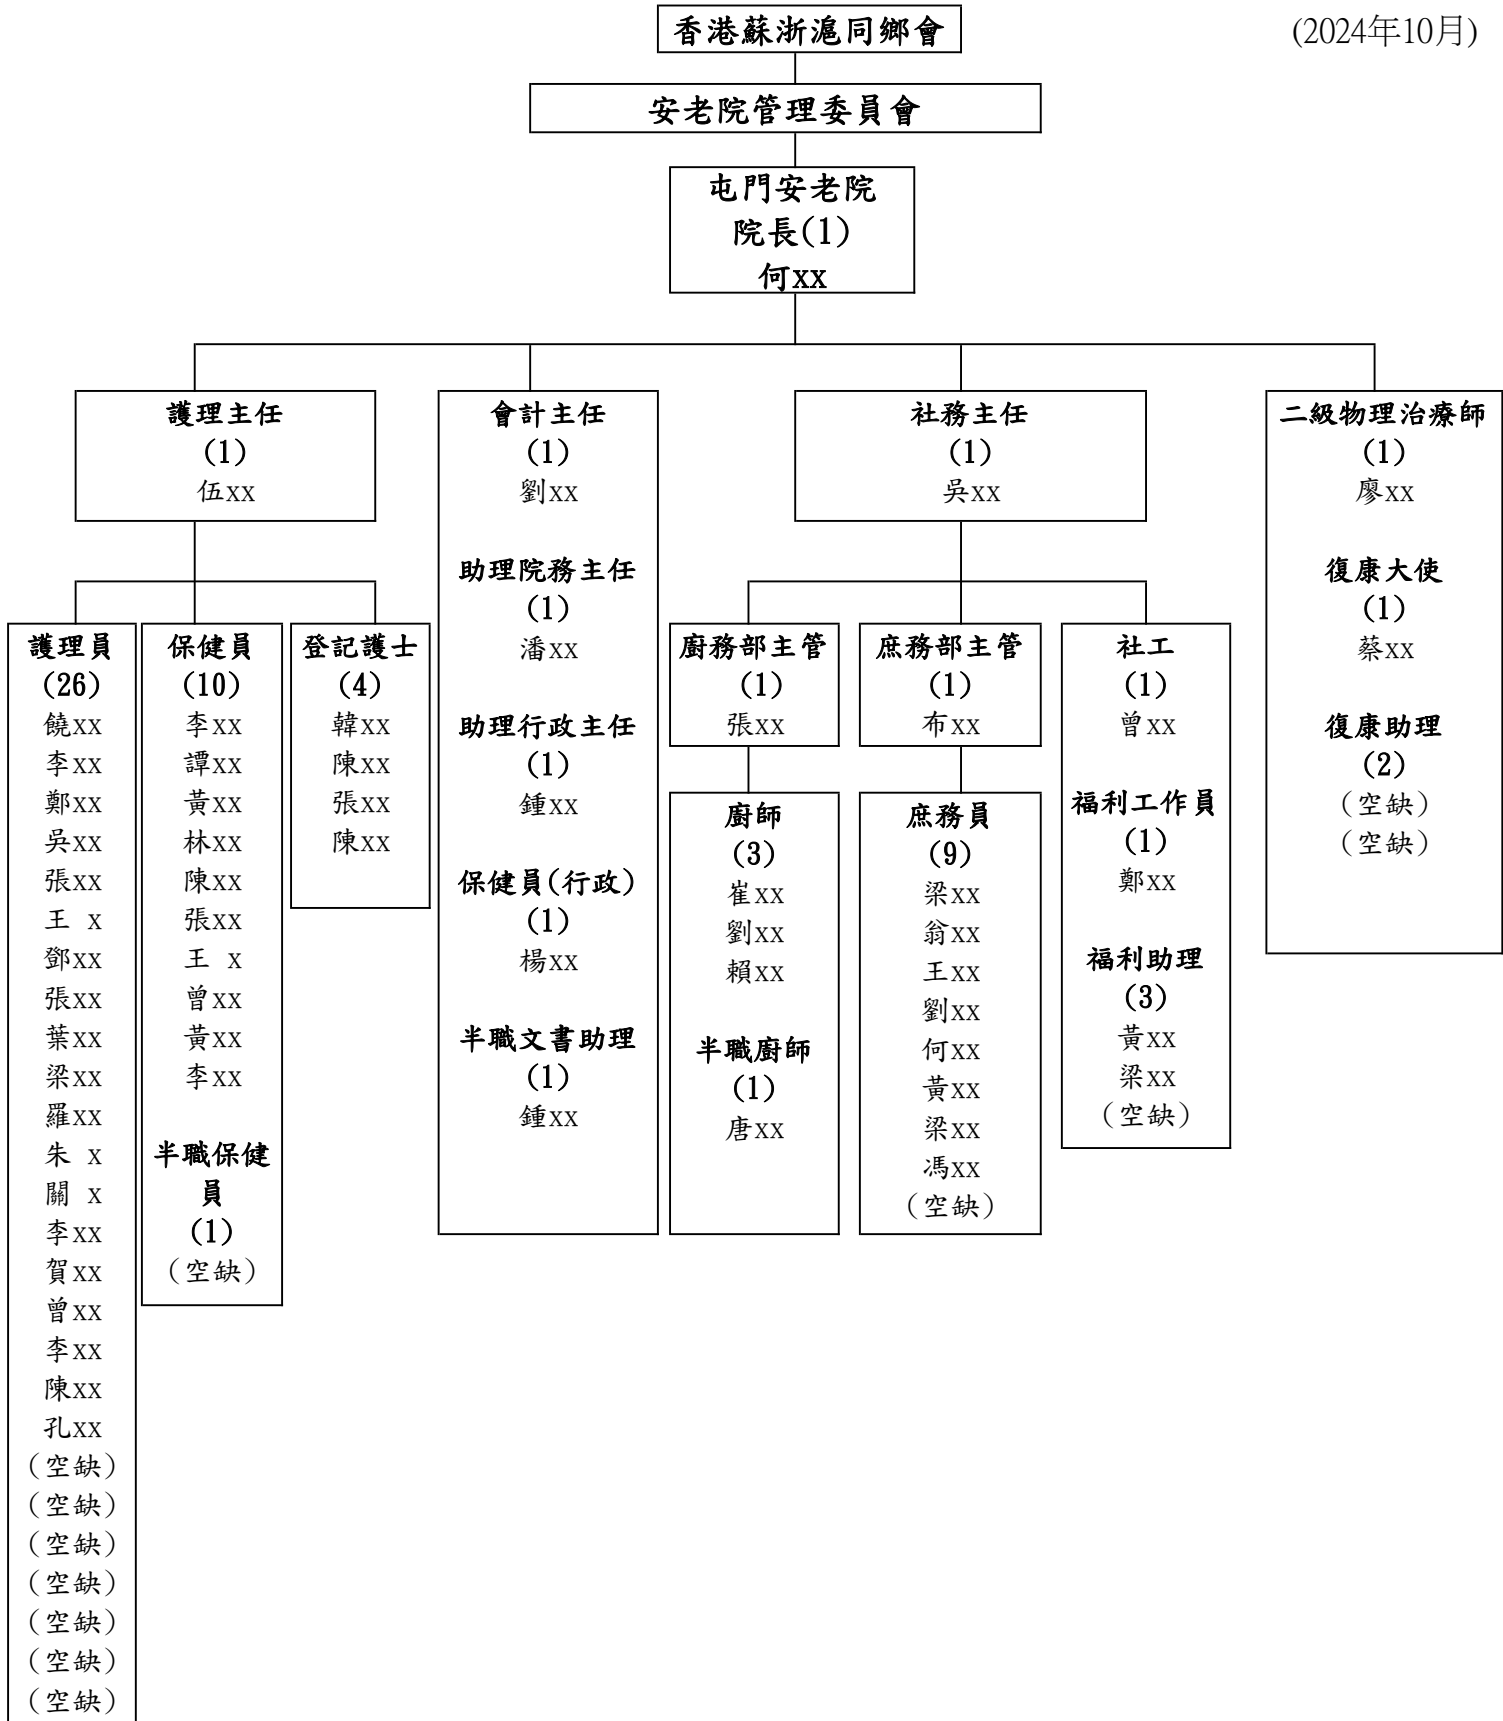 香港蘇浙滬同鄉會
(2024年10月)
安老院管理委員會
屯門安老院
院長(1)
何xx
護理主任
(1)
伍xx
會計主任
(1)
劉xx
助理院務主任
(1)
潘xx
助理行政主任
(1)
鍾xx
保健員(行政)
(1)
楊xx
半職文書助理
(1)
鍾xx
社務主任
(1)
吳xx
二級物理治療師
(1)
廖xx
復康大使
(1)
蔡xx
復康助理
(2)
(空缺)
(空缺)
護理員
(26)
饒xx
李xx
鄭xx
吳xx
張xx
王 x
鄧xx
張xx
葉xx
梁xx
羅xx
朱 x
關 x
李xx
賀xx
曾xx
李xx
陳xx
孔xx
(空缺)
(空缺)
(空缺)
(空缺)
(空缺)
(空缺)
(空缺)
保健員
(10)
李xx
譚xx
黃xx
林xx
陳xx
張xx
王 x
曾xx
黃xx
李xx
半職保健
員
(1)
(空缺)
登記護士
(4)
韓xx
陳xx
張xx
陳xx
廚務部主管
(1)
張xx
廚師
(3)
崔xx
劉xx
賴xx
半職廚師
(1)
唐xx
庶務部主管
(1)
布xx
庶務員
(9)
梁xx
翁xx
王xx
劉xx
何xx
黃xx
梁xx
馮xx
(空缺)
社工
(1)
曾xx
福利工作員
(1)
鄭xx
福利助理
(3)
黃xx
梁xx
(空缺)